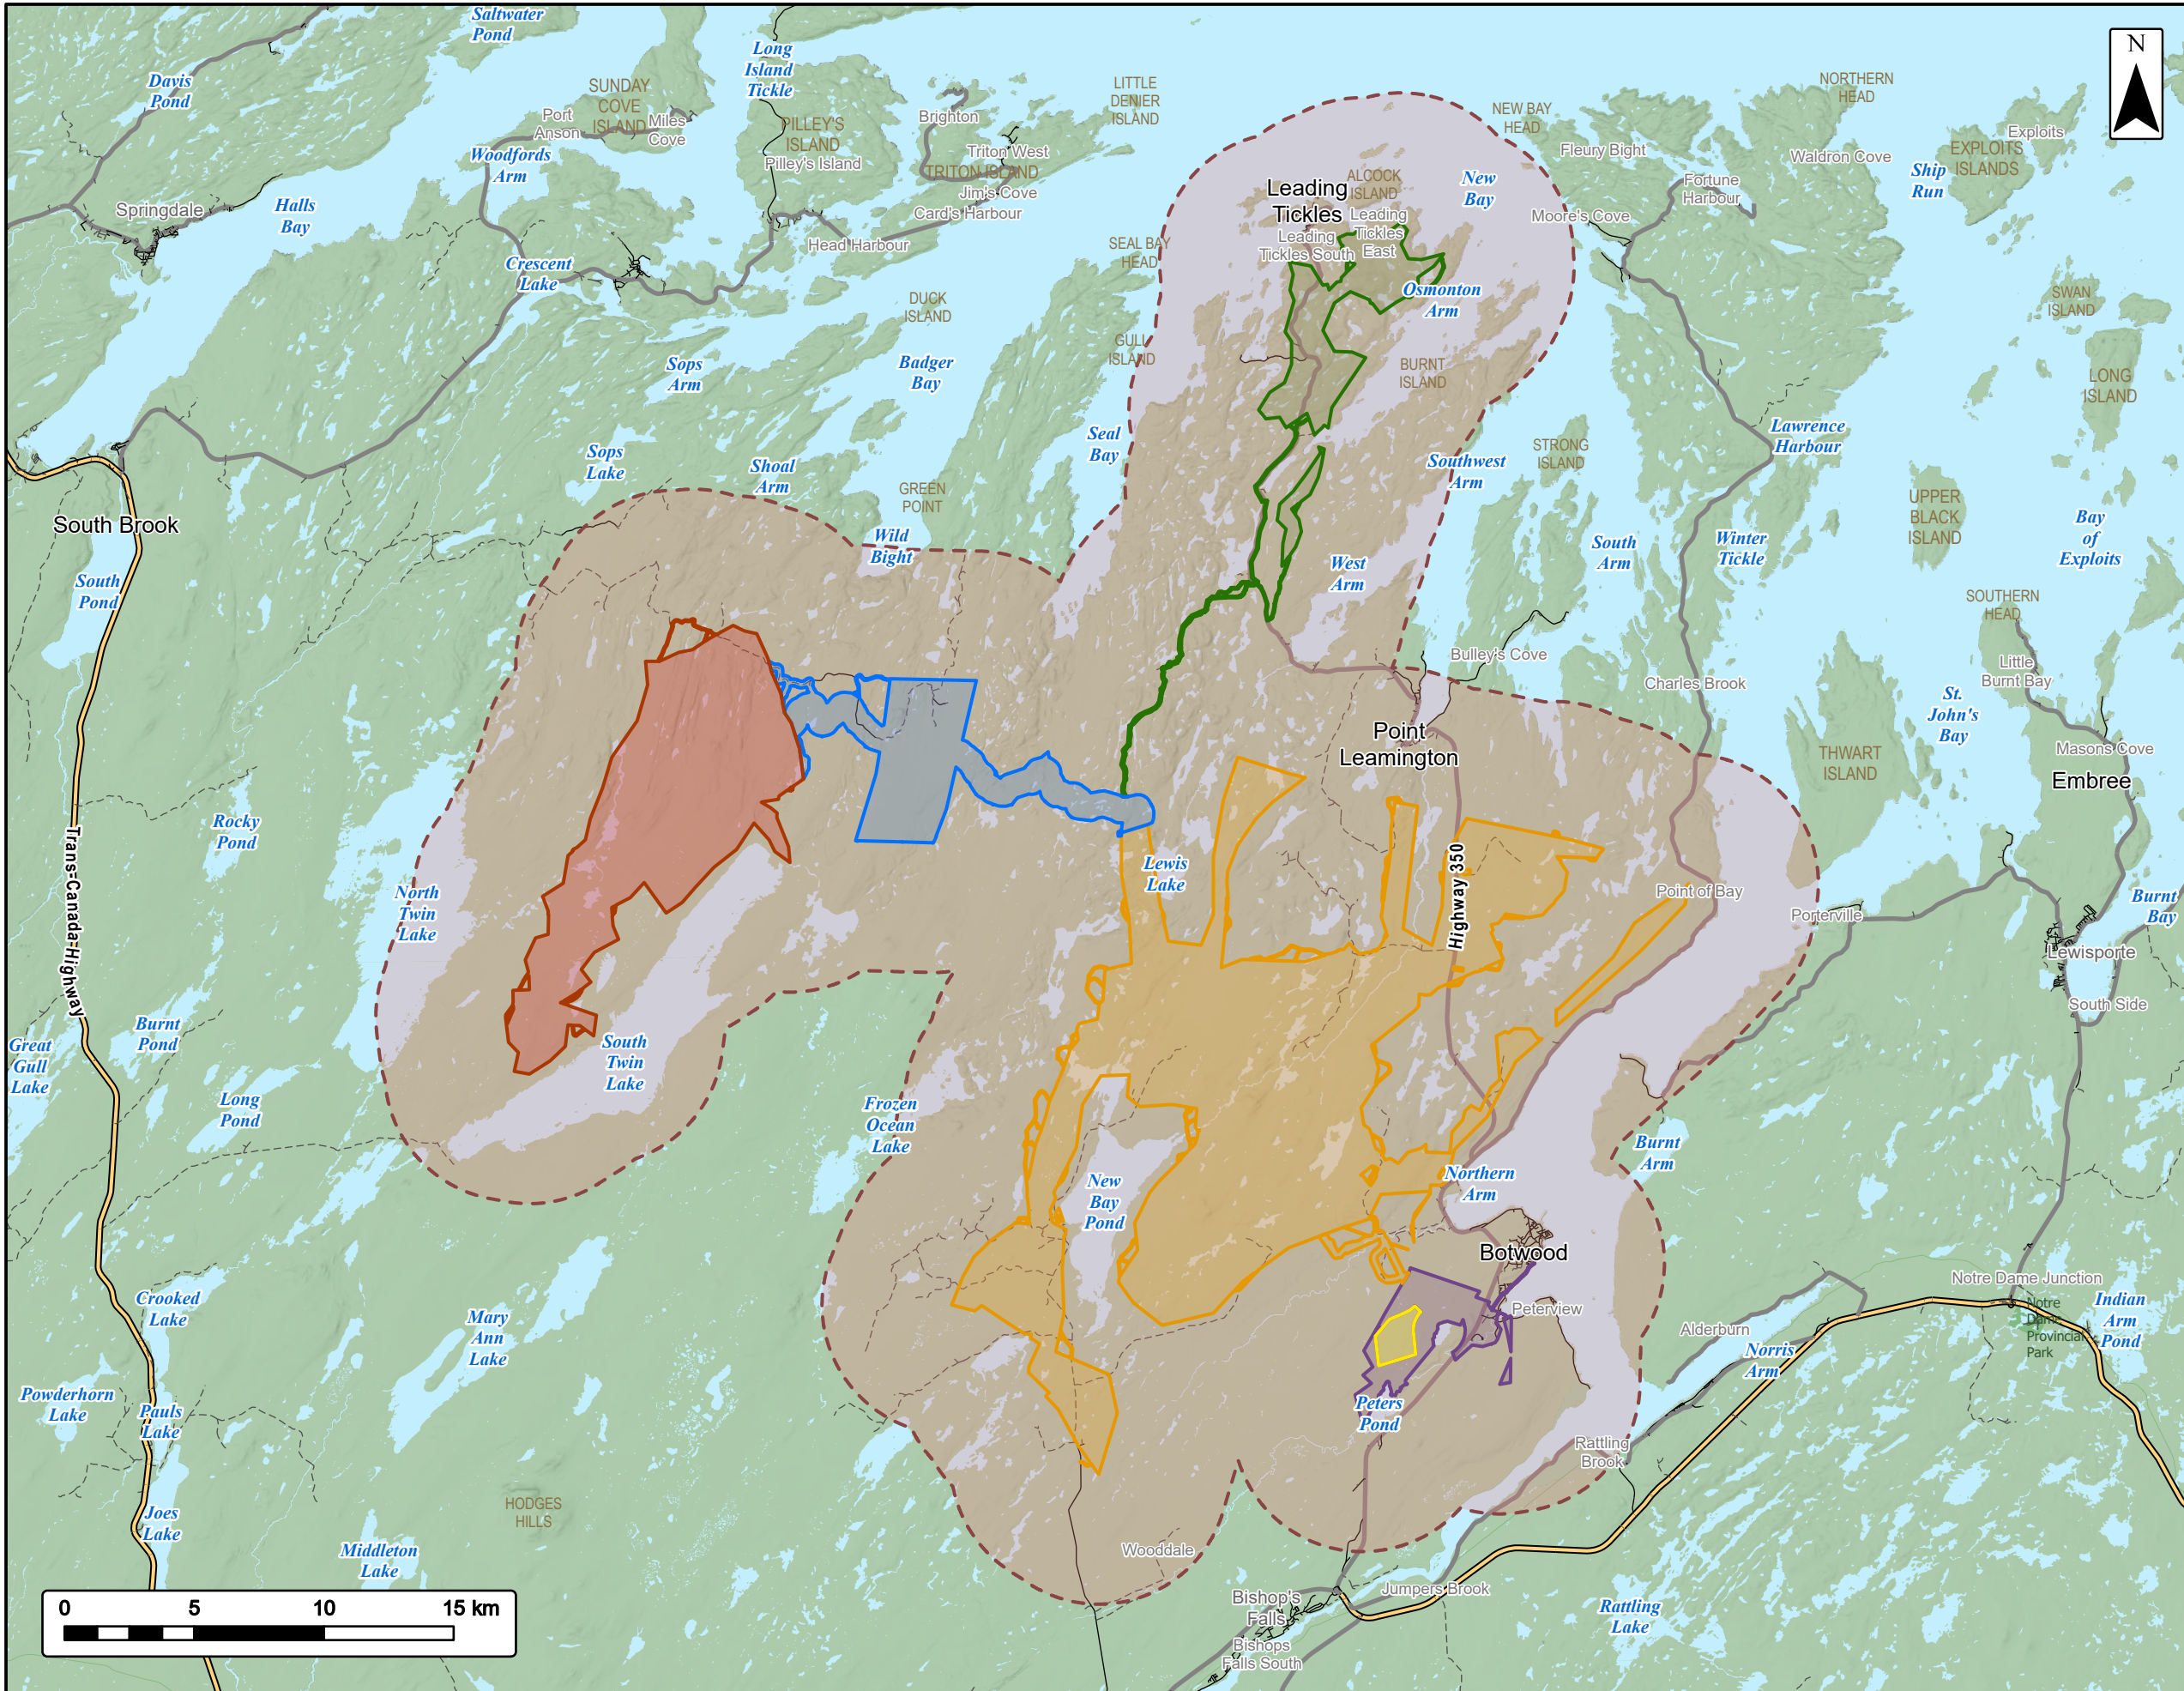 Saltwater
Pond
Davis
Pond
SUNDAY
COVE
ISLAND
Port
Anson
Miles
Cove
Woodfords
Arm
Long
Island
Tickle
PILLEY'S
ISLAND
Pilley's Island
Brighton
Triton West
TRITON ISLAND
Jim's Cove
Card's Harbour
Head Harbour
LITTLE
DENIER
ISLAND
NEW BAY
HEAD
NORTHERN
HEAD
N
Fleury Bight
Waldron Cove
Exploits
EXPLOITS
ISLANDS
Ship
Run
Springdale
Halls
Bay
Crescent
Lake
SEAL BAY
HEAD
Leading
Tickles
ALCOCK
ISLAND
Leading
Tickles
East
Leading
Tickles South
New
Bay
Moore's Cove
Fortune
Harbour
Osmonton
Arm
DUCK
ISLAND
GULL
ISLAND
BURNT
ISLAND
SWAN
ISLAND
LONG
ISLAND
Sops
Arm
Badger
Bay
Seal
Bay
Sops
Lake
Shoal
Arm
GREEN
POINT
Wild
Bight
STRONG
ISLAND
Southwest
Arm
Lawrence
Harbour
UPPER
BLACK
ISLAND
Bay
of
Exploits
South Brook
South
Pond
West
Arm
South
Arm
Winter
Tickle
SOUTHERN
HEAD
Little
Burnt Bay
Bulley's Cove
Charles Brook
St.
John's
Bay
Masons Cove
Embree
THWART
ISLAND
Point
Leamington
Rocky
Pond
Trans-Canada-Highway
North
Twin
Lake
Lewis
Lake
Highway 350
Point of Bay
Porterville
Burnt
Bay
Lewisporte
South Side
Great
Gull
Lake
Burnt
Pond
Long
Pond
South
Twin
Lake
Frozen
Ocean
Lake
New
Bay
Pond
Northern
Arm
Burnt
Arm
Botwood
Peterview
Notre Dame Junction
Notre
Dame
Provincial
Park
Indian
Arm
Pond
Alderburn
Norris
Arm
Crooked
Lake
Mary
Ann
Lake
Powderhorn
Lake
Pauls
Lake
Peters
Pond
Rattling
Brook
Joes
Lake
HODGES
HILLS
Middleton
Lake
Wooddale
Bishop's
Falls
Jumpers Brook
Bishops
Falls South
Rattling
Lake
0 5 10 15 km